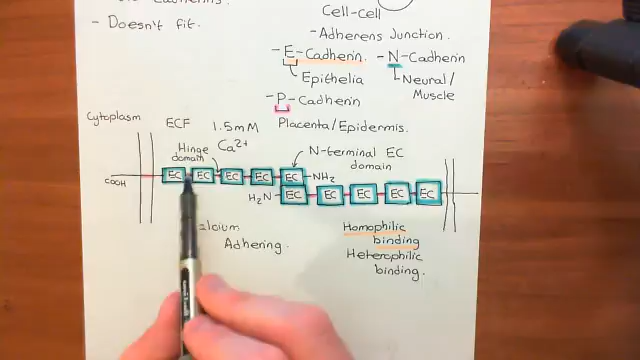 - Doesn't fit.
Cell-cell
- Adherens Junction.
- E-Cadherin. - N-Cadherin
Epithelia
Neural/
Muscle
- P-Cadherin
Placenta/Epidermis.
Cytoplasm
ECF
1.5mM
Ca2+
Hinge
domain
N-terminal EC
domain
COOH
EC EC EC EC EC -NH2
H2N- EC EC EC EC EC
Adhering.
Homophilic
binding
Heterophilic
binding.